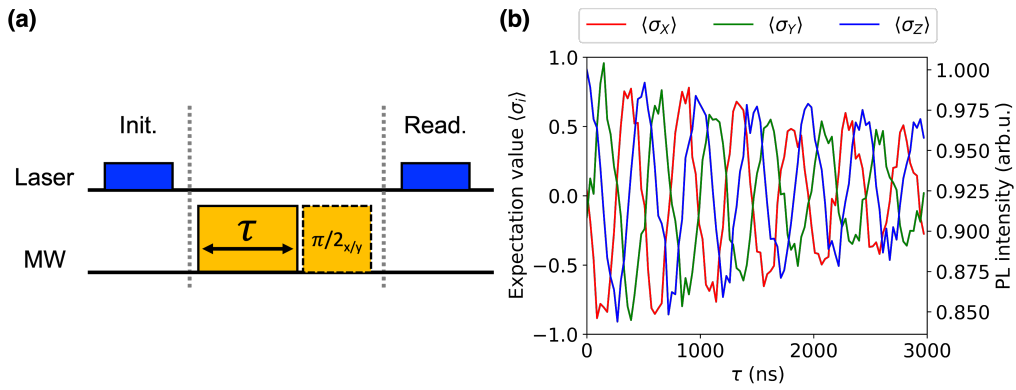 (a)
Init.
Read.
Laser
τ
π/2x/y
MW
(b)
⟨σX⟩ ⟨σY⟩ ⟨σZ⟩
Expectation value ⟨σi⟩
1.0
0.5
0.0
−0.5
−1.0
1.000
0.975
0.950
0.925
0.900
0.875
0.850
PL intensity (arb.u.)
0 1000 2000 3000
τ (ns)